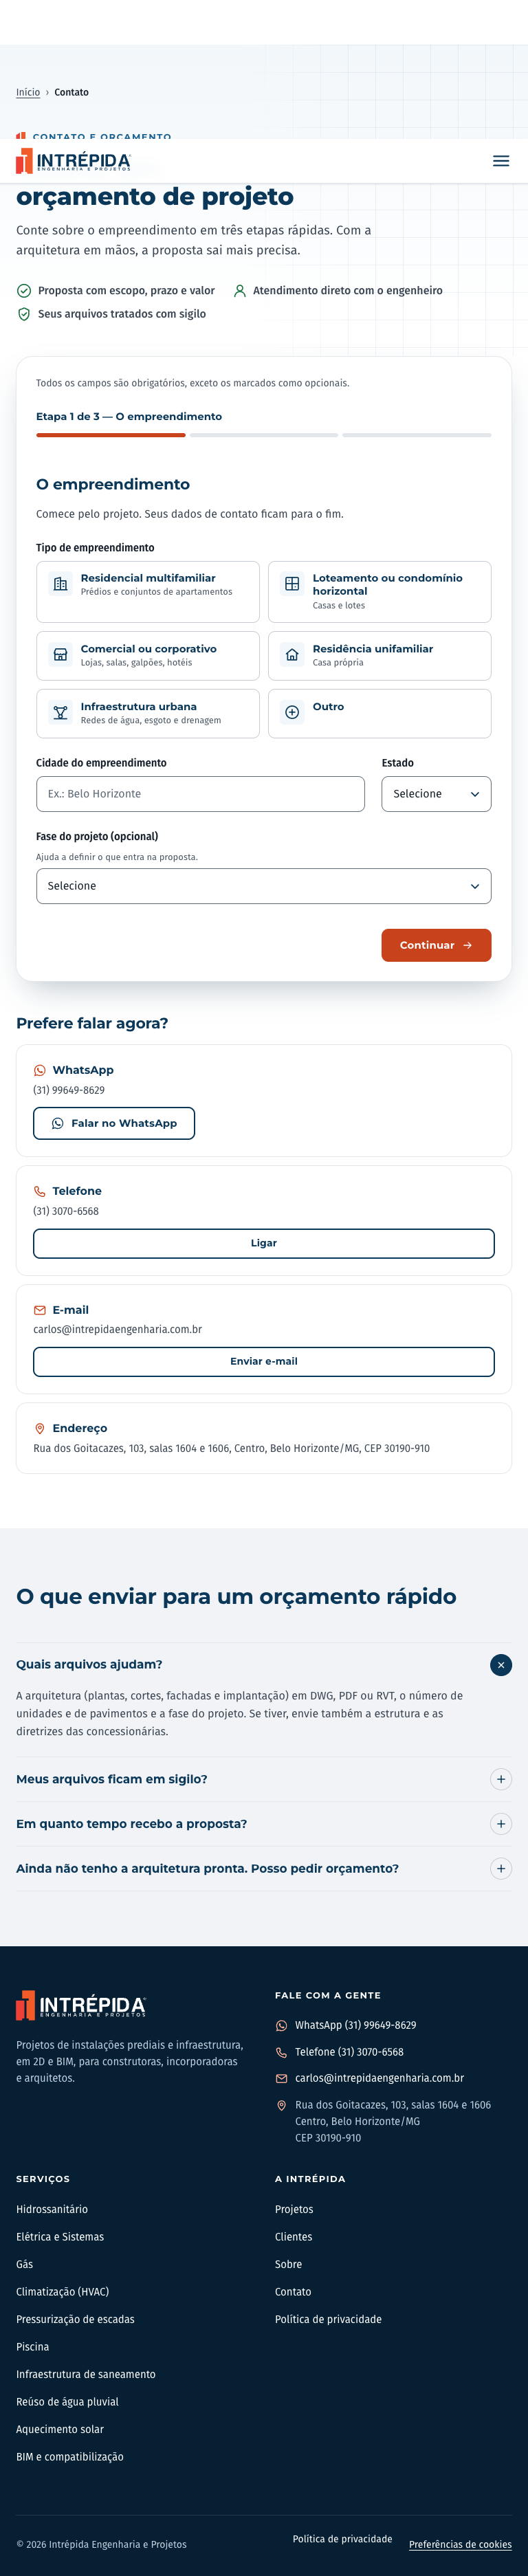 Início › Contato
CONTATO E ORÇAMENTO
INTRÉPIDA
ENGENHARIA E PROJETOS
orçamento de projeto
Conte sobre o empreendimento em três etapas rápidas. Com a
arquitetura em mãos, a proposta sai mais precisa.
Proposta com escopo, prazo e valor
Atendimento direto com o engenheiro
Seus arquivos tratados com sigilo
Todos os campos são obrigatórios, exceto os marcados como opcionais.
Etapa 1 de 3 — O empreendimento
O empreendimento
Comece pelo projeto. Seus dados de contato ficam para o fim.
Tipo de empreendimento
Residencial multifamiliar
Prédios e conjuntos de apartamentos
Loteamento ou condomínio
horizontal
Casas e lotes
Comercial ou corporativo
Lojas, salas, galpões, hotéis
Residência unifamiliar
Casa própria
Infraestrutura urbana
Redes de água, esgoto e drenagem
Outro
Cidade do empreendimento
Estado
Ex.: Belo Horizonte
Selecione
Fase do projeto (opcional)
Ajuda a definir o que entra na proposta.
Selecione
Continuar →
Prefere falar agora?
WhatsApp
(31) 99649-8629
Falar no WhatsApp
Telefone
(31) 3070-6568
Ligar
E-mail
carlos@intrepidaengenharia.com.br
Enviar e-mail
Endereço
Rua dos Goitacazes, 103, salas 1604 e 1606, Centro, Belo Horizonte/MG, CEP 30190-910
O que enviar para um orçamento rápido
Quais arquivos ajudam?
A arquitetura (plantas, cortes, fachadas e implantação) em DWG, PDF ou RVT, o número de
unidades e de pavimentos e a fase do projeto. Se tiver, envie também a estrutura e as
diretrizes das concessionárias.
Meus arquivos ficam em sigilo?
Em quanto tempo recebo a proposta?
Ainda não tenho a arquitetura pronta. Posso pedir orçamento?
INTRÉPIDA
ENGENHARIA E PROJETOS
Projetos de instalações prediais e infraestrutura,
em 2D e BIM, para construtoras, incorporadoras
e arquitetos.
FALE COM A GENTE
WhatsApp (31) 99649-8629
Telefone (31) 3070-6568
carlos@intrepidaengenharia.com.br
Rua dos Goitacazes, 103, salas 1604 e 1606
Centro, Belo Horizonte/MG
CEP 30190-910
SERVIÇOS
Hidrossanitário
Elétrica e Sistemas
Gás
Climatização (HVAC)
Pressurização de escadas
Piscina
Infraestrutura de saneamento
Reúso de água pluvial
Aquecimento solar
BIM e compatibilização
A INTRÉPIDA
Projetos
Clientes
Sobre
Contato
Política de privacidade
© 2026 Intrépida Engenharia e Projetos
Política de privacidade
Preferências de cookies